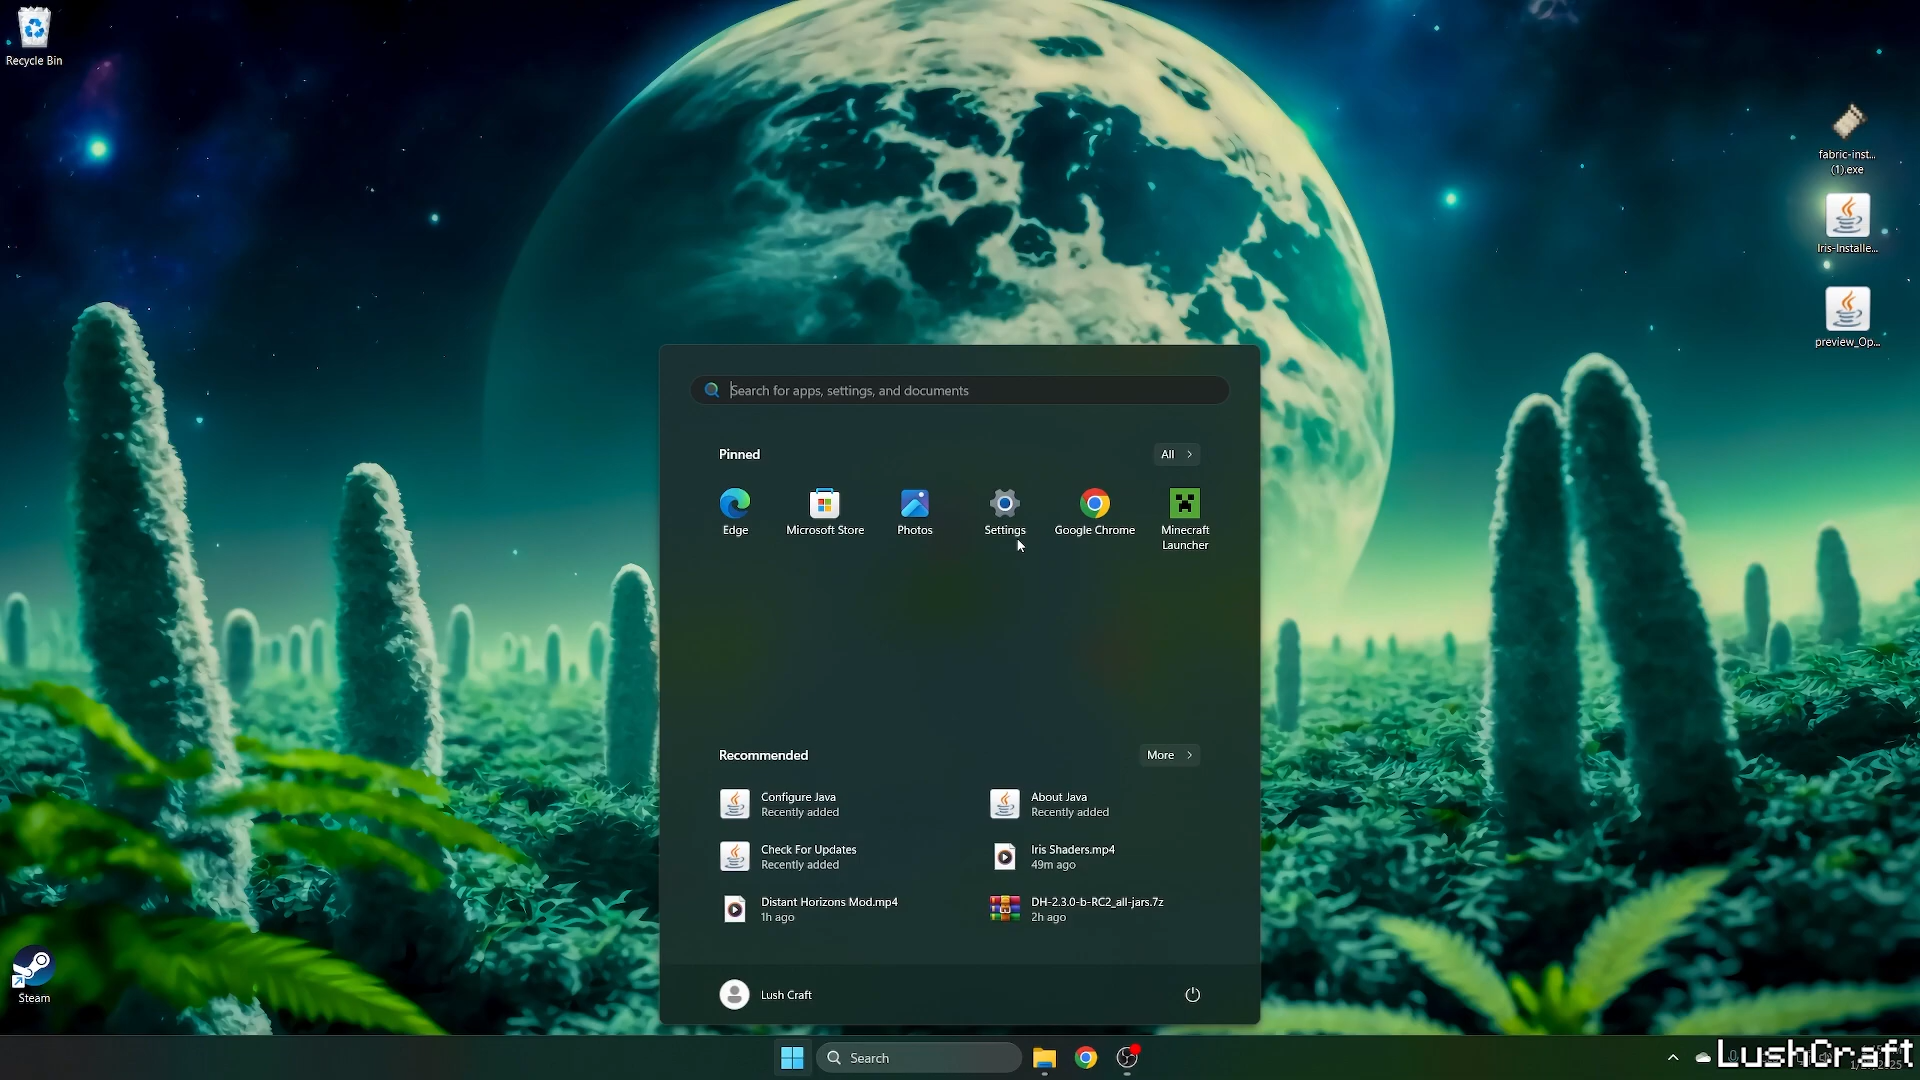 Recycle Bin
fabric-inst...
(1).exe
Iris-Installe...
preview_Op...
Search for apps, settings, and documents
Pinned
All
Edge
Microsoft Store
Photos
Settings
Google Chrome
Minecraft
Launcher
Recommended
More
Configure Java
Recently added
About Java
Recently added
Check For Updates
Recently added
Iris Shaders.mp4
49m ago
Distant Horizons Mod.mp4
1h ago
DH-2.3.0-b-RC2_all-jars.7z
2h ago
Steam
Lush Craft
Search
LushCraft